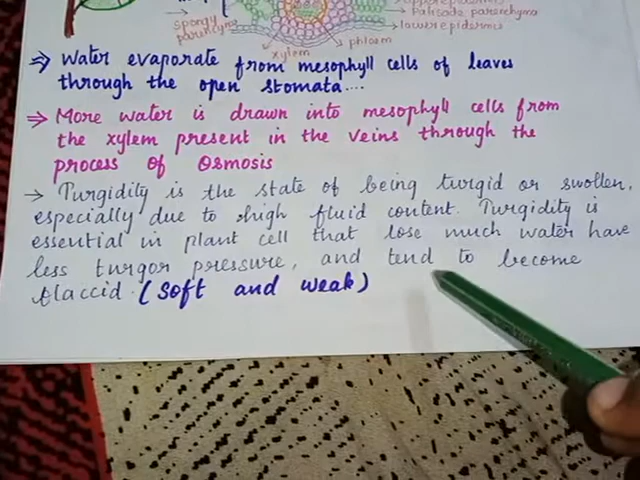 palisade parenchyma
spongy
parenchyma
lower epidermis
xylem
phloem
⇒ Water evaporate from mesophyll cells of leaves
through the open stomata....
⇒ More water is drawn into mesophyll cells from
the xylem present in the veins through the
process of Osmosis
→ Turgidity is the state of being turgid or swollen,
especially due to high fluid content. Turgidity is
essential in plant cell that lose much water have
less turgor pressure, and tend to become
flaccid. (Soft and weak)